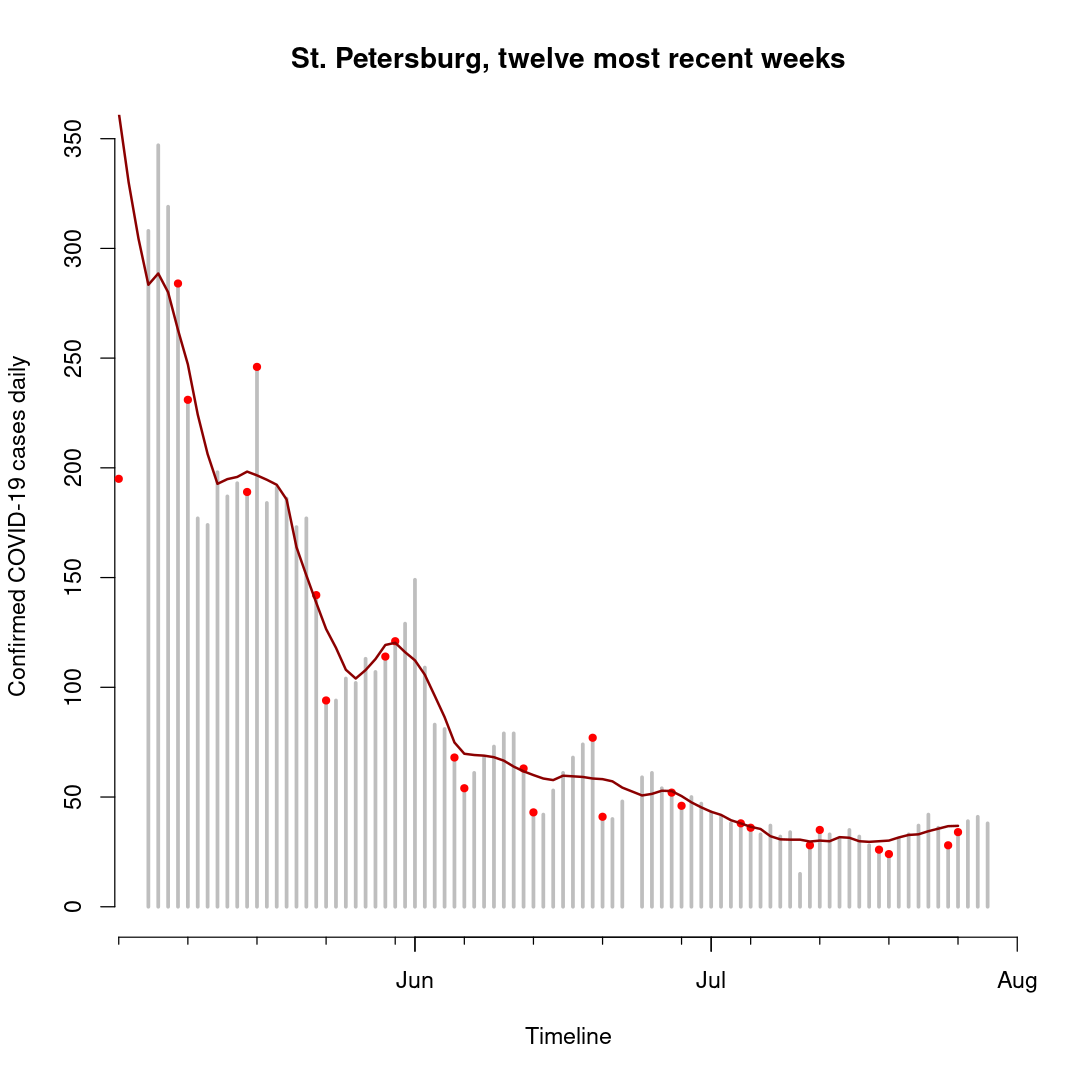 St. Petersburg, twelve most recent weeks
Confirmed COVID-19 cases daily
350
300
250
200
150
100
50
0
Jun Jul Aug
Timeline